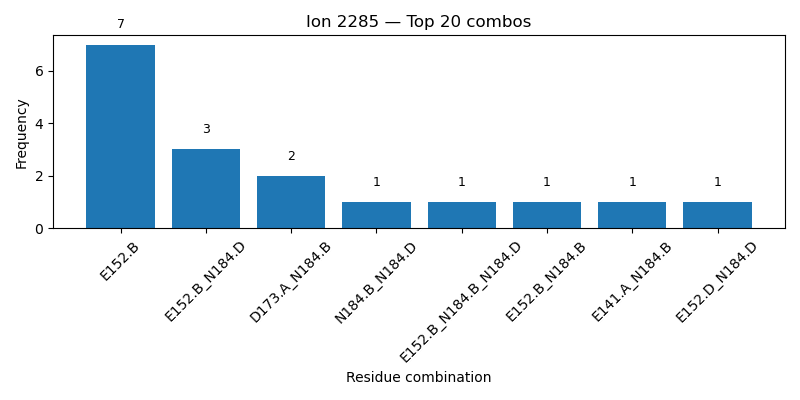 Ion 2285 — Top 20 combos
7
3
2
1
1
1
1
1
Frequency
6
4
2
0
E152.B
E152.B_N184.D
D173.A_N184.B
N184.B_N184.D
E152.B_N184.B_N184.D
E152.B_N184.B
E141.A_N184.B
E152.D_N184.D
Residue combination